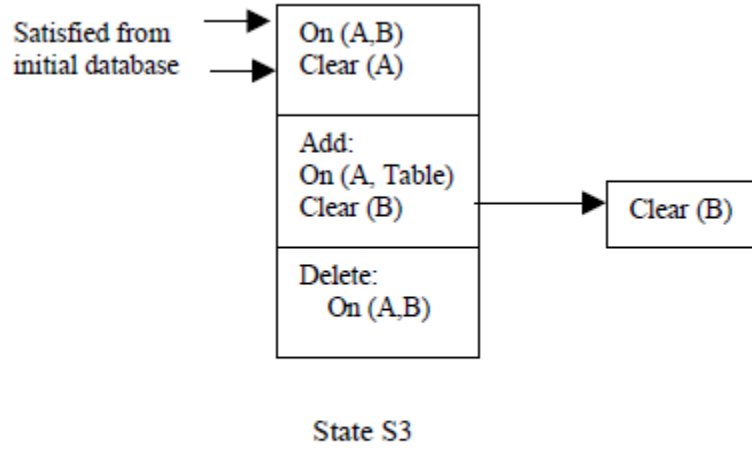 Satisfied from
initial database
On (A,B)
Clear (A)
Add:
On (A, Table)
Clear (B)
Clear (B)
Delete:
On (A,B)
State S3